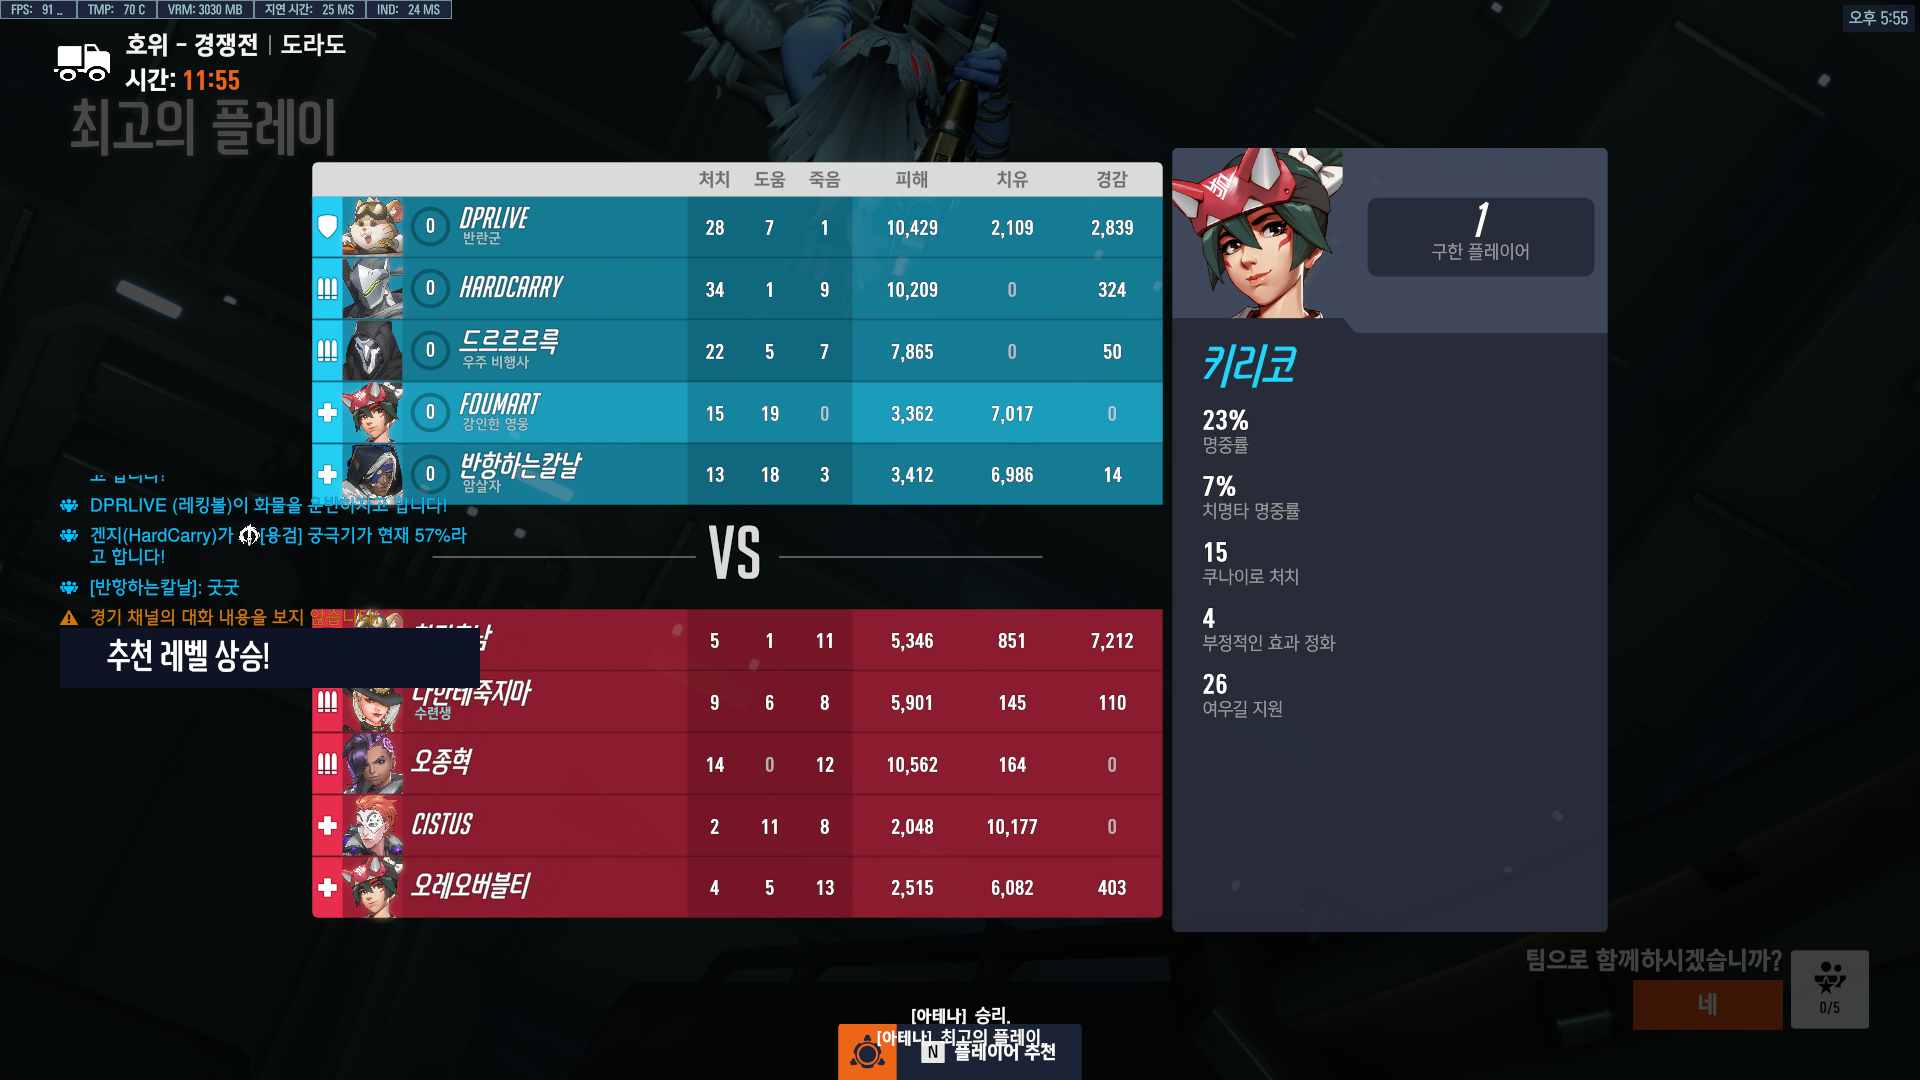 FPS: 91 .. TMP: 70 C VRM: 3030 MB 지연 시간: 25 MS IND: 24 MS
오후 5:55
호위 - 경쟁전 | 도라도
시간: 11:55
최고의 플레이
처치 도움 죽음 피해 치유 경감
0 DPRLIVE 28 7 1 10,429 2,109 2,839
반란군
0 HARDCARRY 34 1 9 10,209 0 324
0 드르르르륵 22 5 7 7,865 0 50
우주 비행사
0 FOUMART 15 19 0 3,362 7,017 0
강인한 영웅
0 반항하는칼날 13 18 3 3,412 6,986 14
암살자
고 합니다!
DPRLIVE (레킹볼)이 화물을 운반하자고 합니다!
겐지(HardCarry)가 [용검] 궁극기가 현재 57%라
고 합니다!
[반항하는칼날]: 굿굿
경기 채널의 대화 내용을 보지 않습니다.
추천 레벨 상승!
VS
5 1 11 5,346 851 7,212
나한테죽지마 9 6 8 5,901 145 110
수련생
오종혁 14 0 12 10,562 164 0
CISTUS 2 11 8 2,048 10,177 0
오레오버블티 4 5 13 2,515 6,082 403
1
구한 플레이어
키리코
23%
명중률
7%
치명타 명중률
15
쿠나이로 처치
4
부정적인 효과 정화
26
여우길 지원
팀으로 함께하시겠습니까?
네
0/5
[아테나] 승리.
[아테나] 최고의 플레이.
N 플레이어 추천